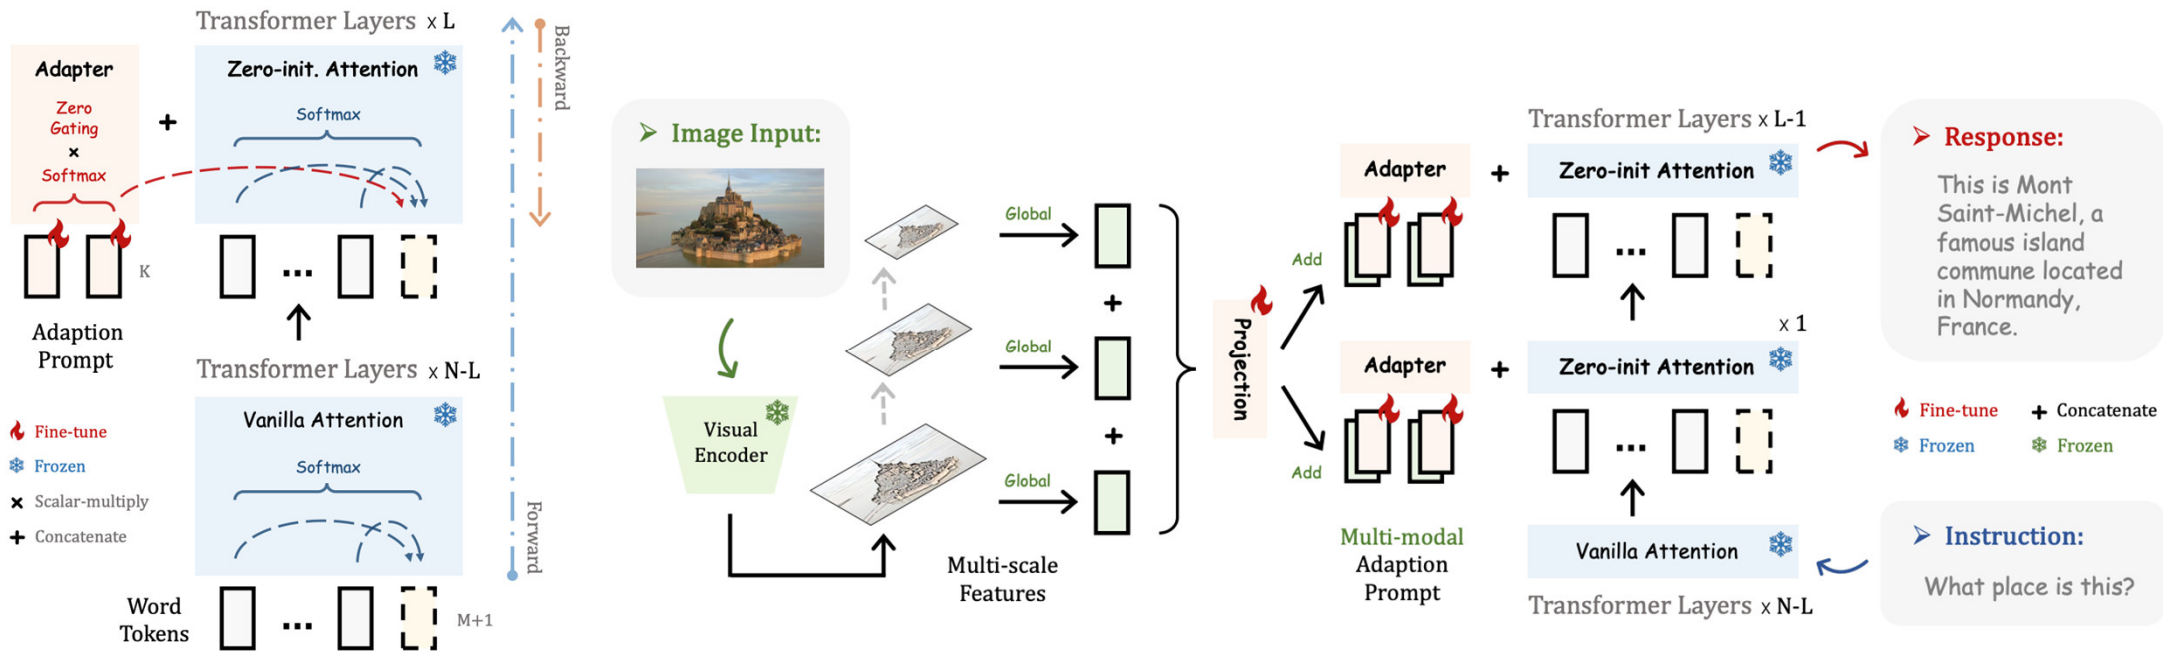 Transformer Layers x L
Adapter
Zero
Gating
×
Softmax
+
Zero-init. Attention
Softmax
K
Adaption
Prompt
...
Transformer Layers x N-L
Vanilla Attention
Softmax
Word
Tokens
...
M+1
Fine-tune
Frozen
× Scalar-multiply
+ Concatenate
Backward
Forward
Image Input:
Visual
Encoder
Global
+
Global
+
Global
Multi-scale
Features
Projection
Add
Add
Transformer Layers x L-1
Adapter + Zero-init Attention
...
x 1
Adapter + Zero-init Attention
...
Multi-modal
Adaption
Prompt
Vanilla Attention
Transformer Layers x N-L
Response:
This is Mont
Saint-Michel, a
famous island
commune located
in Normandy,
France.
Fine-tune + Concatenate
Frozen Frozen
Instruction:
What place is this?